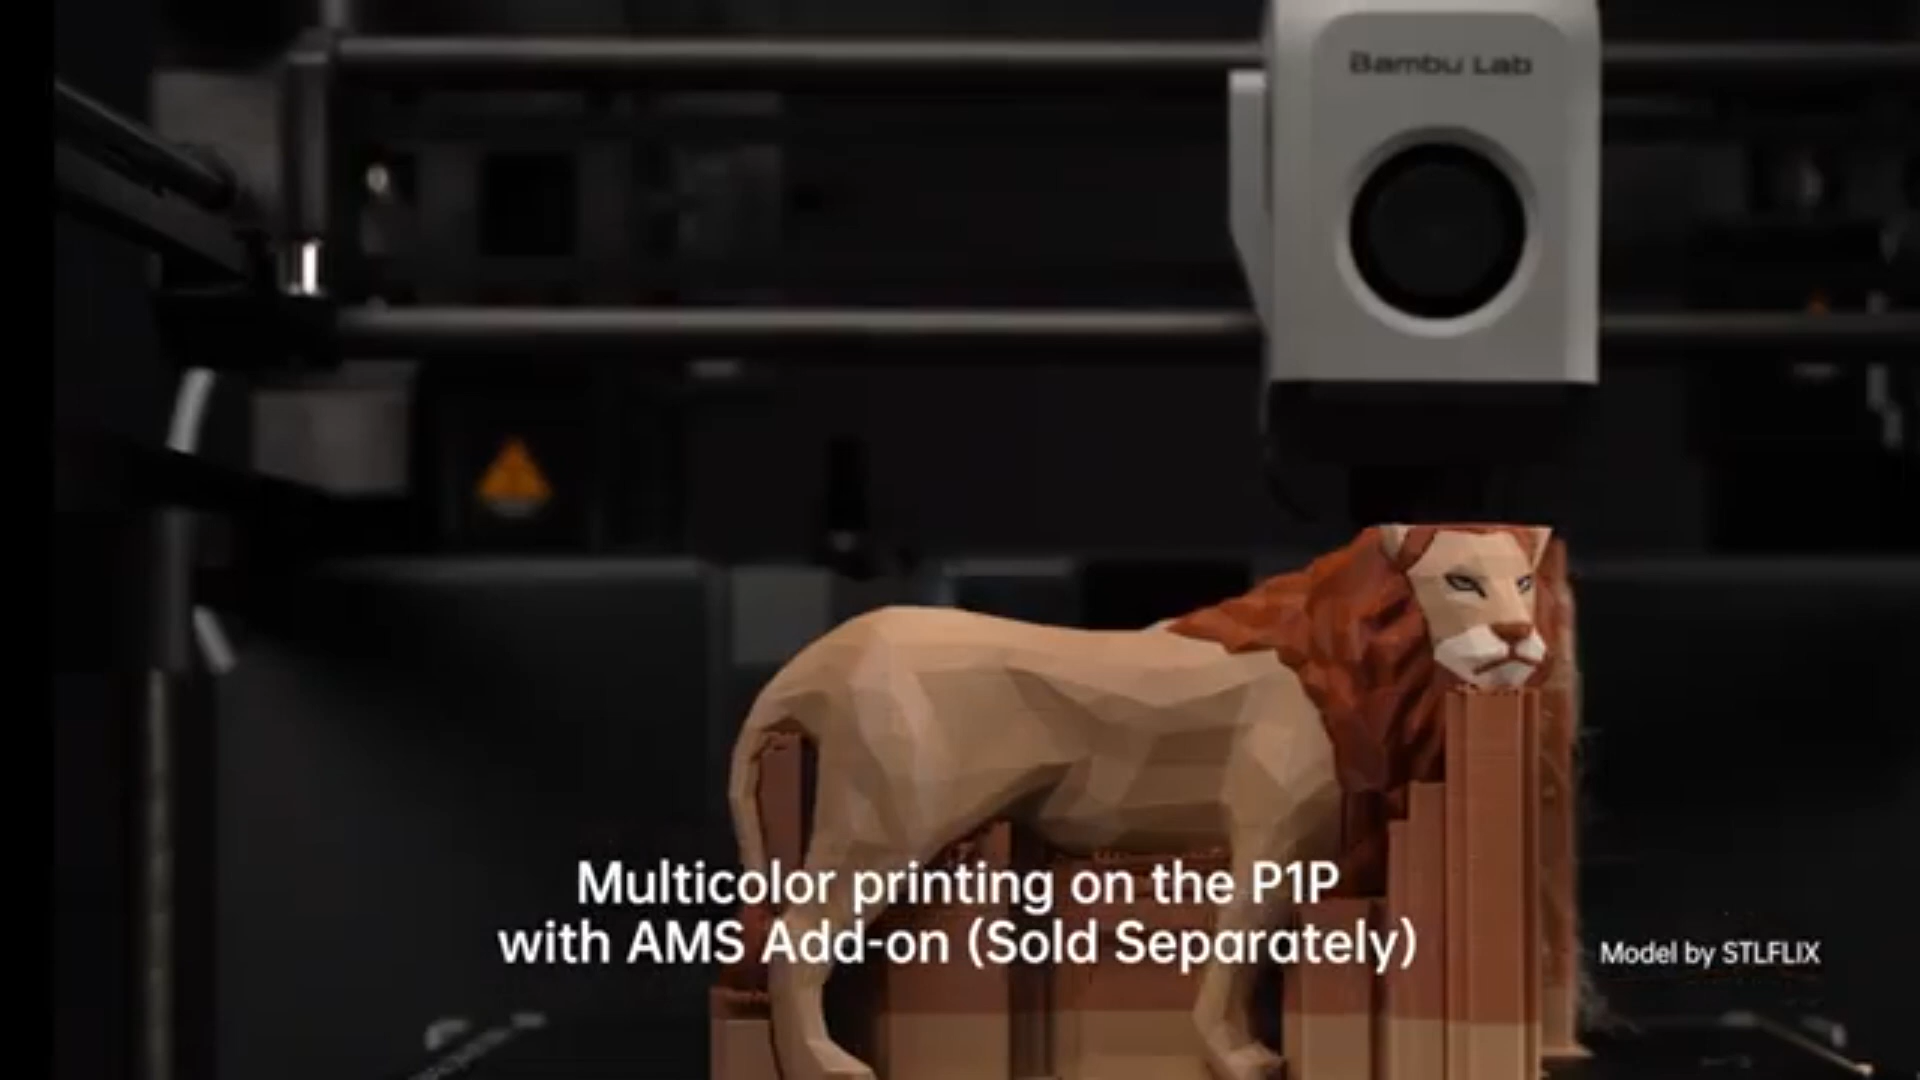 Bambu Lab
Multicolor printing on the P1P
with AMS Add-on (Sold Separately)
Model by STLFLIX